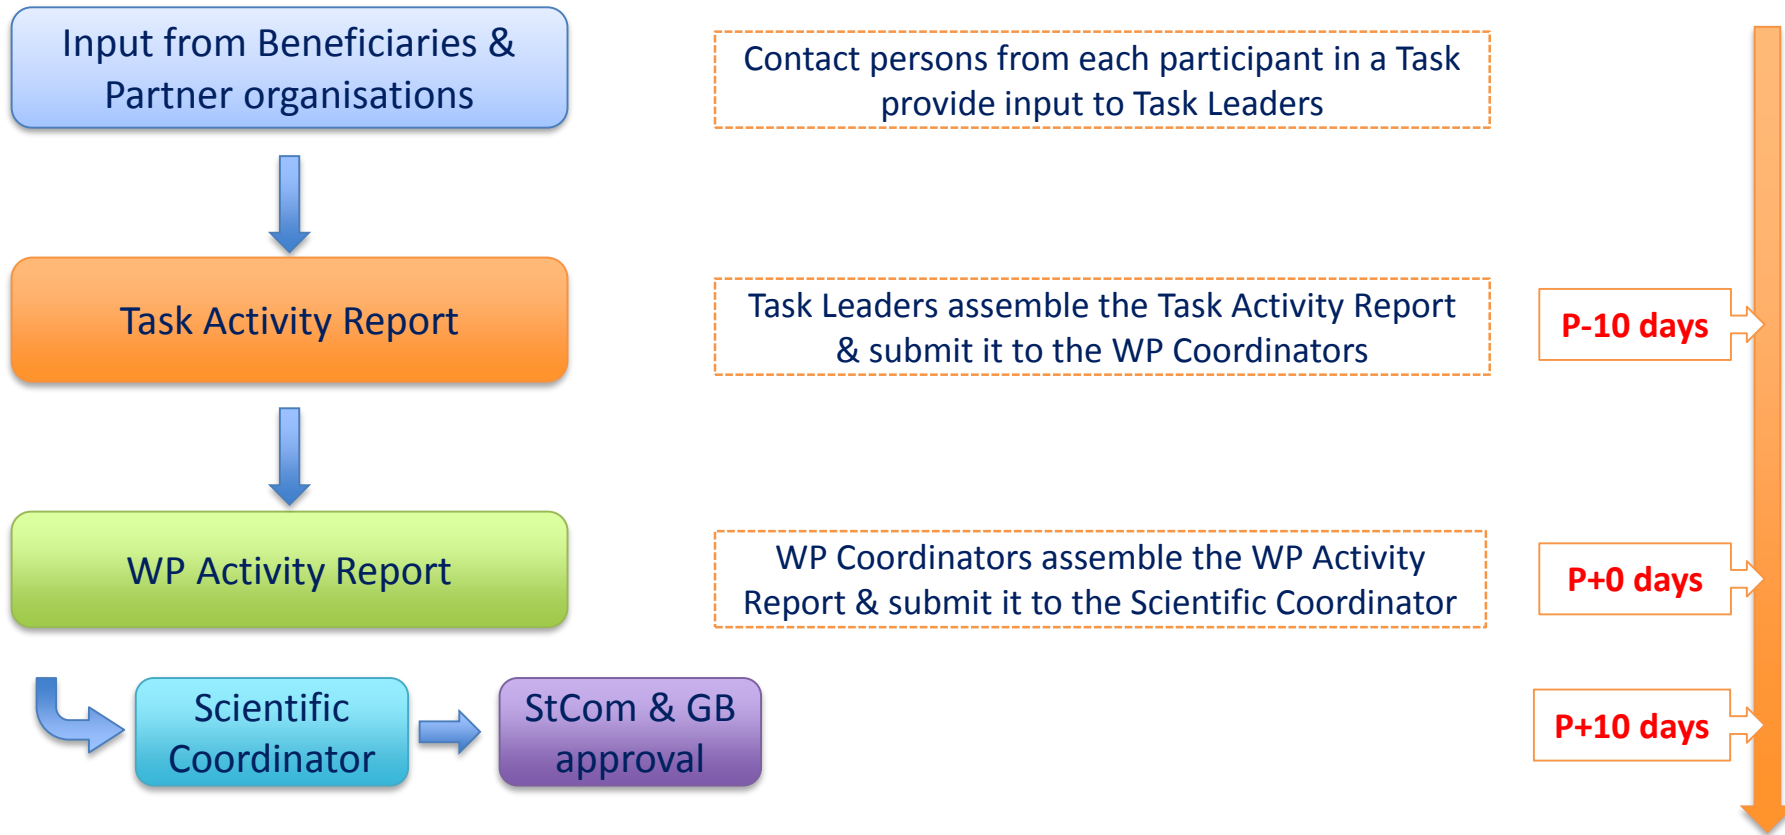 Input from Beneficiaries &
Partner organisations
Contact persons from each participant in a Task
provide input to Task Leaders
Task Activity Report
Task Leaders assemble the Task Activity Report
& submit it to the WP Coordinators
P-10 days
WP Activity Report
WP Coordinators assemble the WP Activity
Report & submit it to the Scientific Coordinator
P+0 days
Scientific
Coordinator
StCom & GB
approval
P+10 days